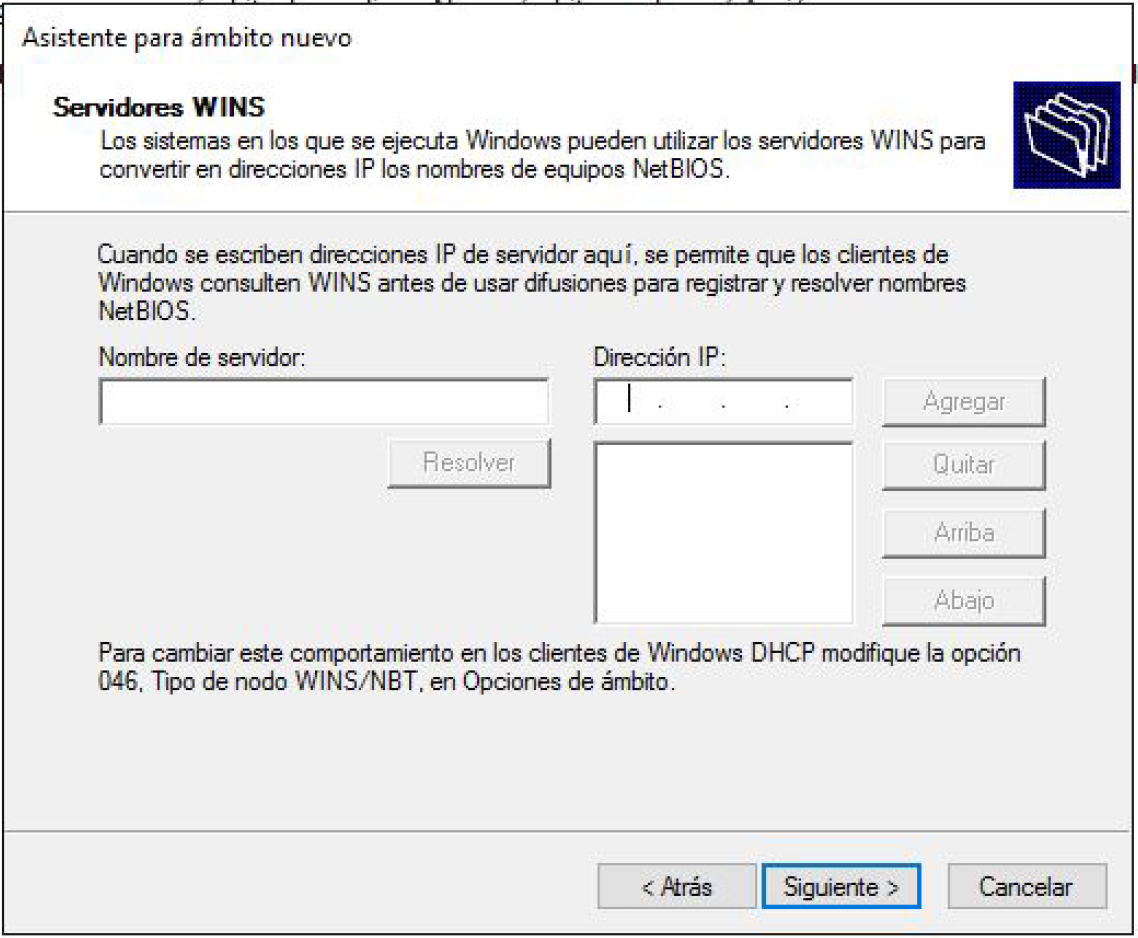 Asistente para ámbito nuevo
Servidores WINS
Los sistemas en los que se ejecuta Windows pueden utilizar los servidores WINS para
convertir en direcciones IP los nombres de equipos NetBIOS.
Cuando se escriben direcciones IP de servidor aquí, se permite que los clientes de
Windows consulten WINS antes de usar difusiones para registrar y resolver nombres
NetBIOS.
Nombre de servidor:
Dirección IP:
. . .
Agregar
Resolver
Quitar
Arriba
Abajo
Para cambiar este comportamiento en los clientes de Windows DHCP modifique la opción
046, Tipo de nodo WINS/NBT, en Opciones de ámbito.
< Atrás
Siguiente >
Cancelar